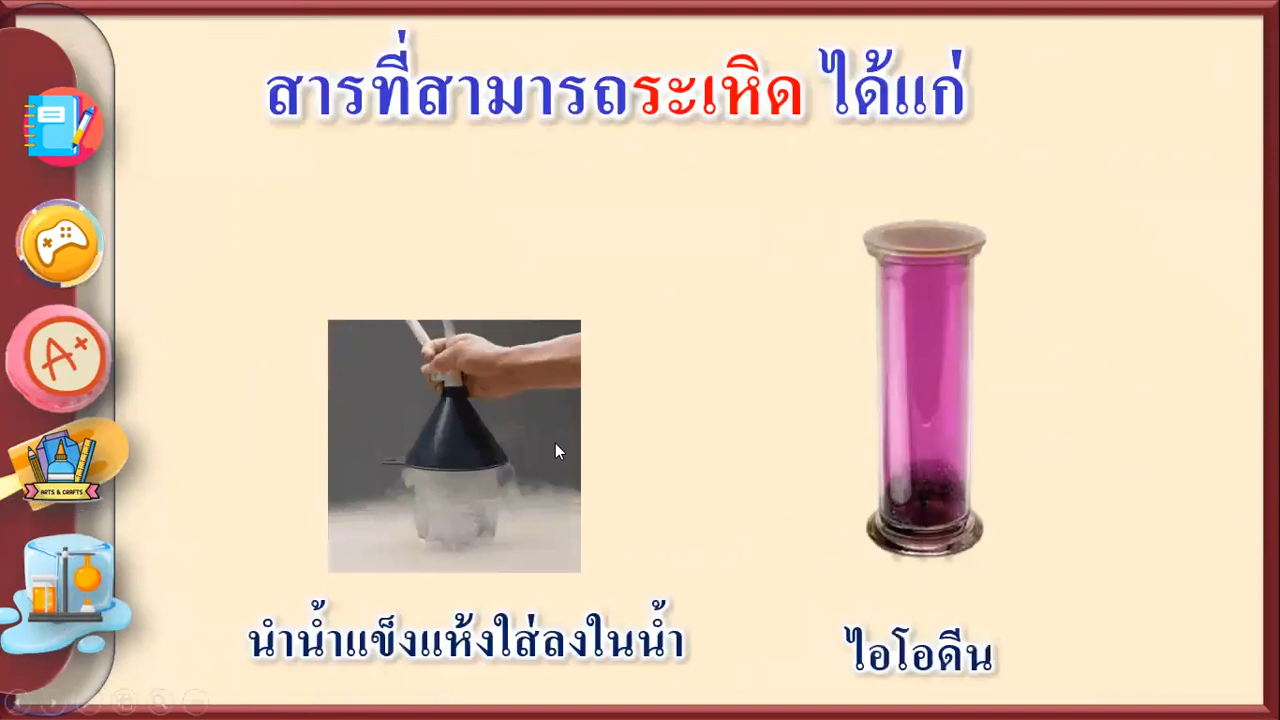 สารที่สามารถระเหิด ได้แก่
A+
ARTS & CRAFTS
นำน้ำแข็งแห้งใส่ลงในน้ำ
ไอโอดีน